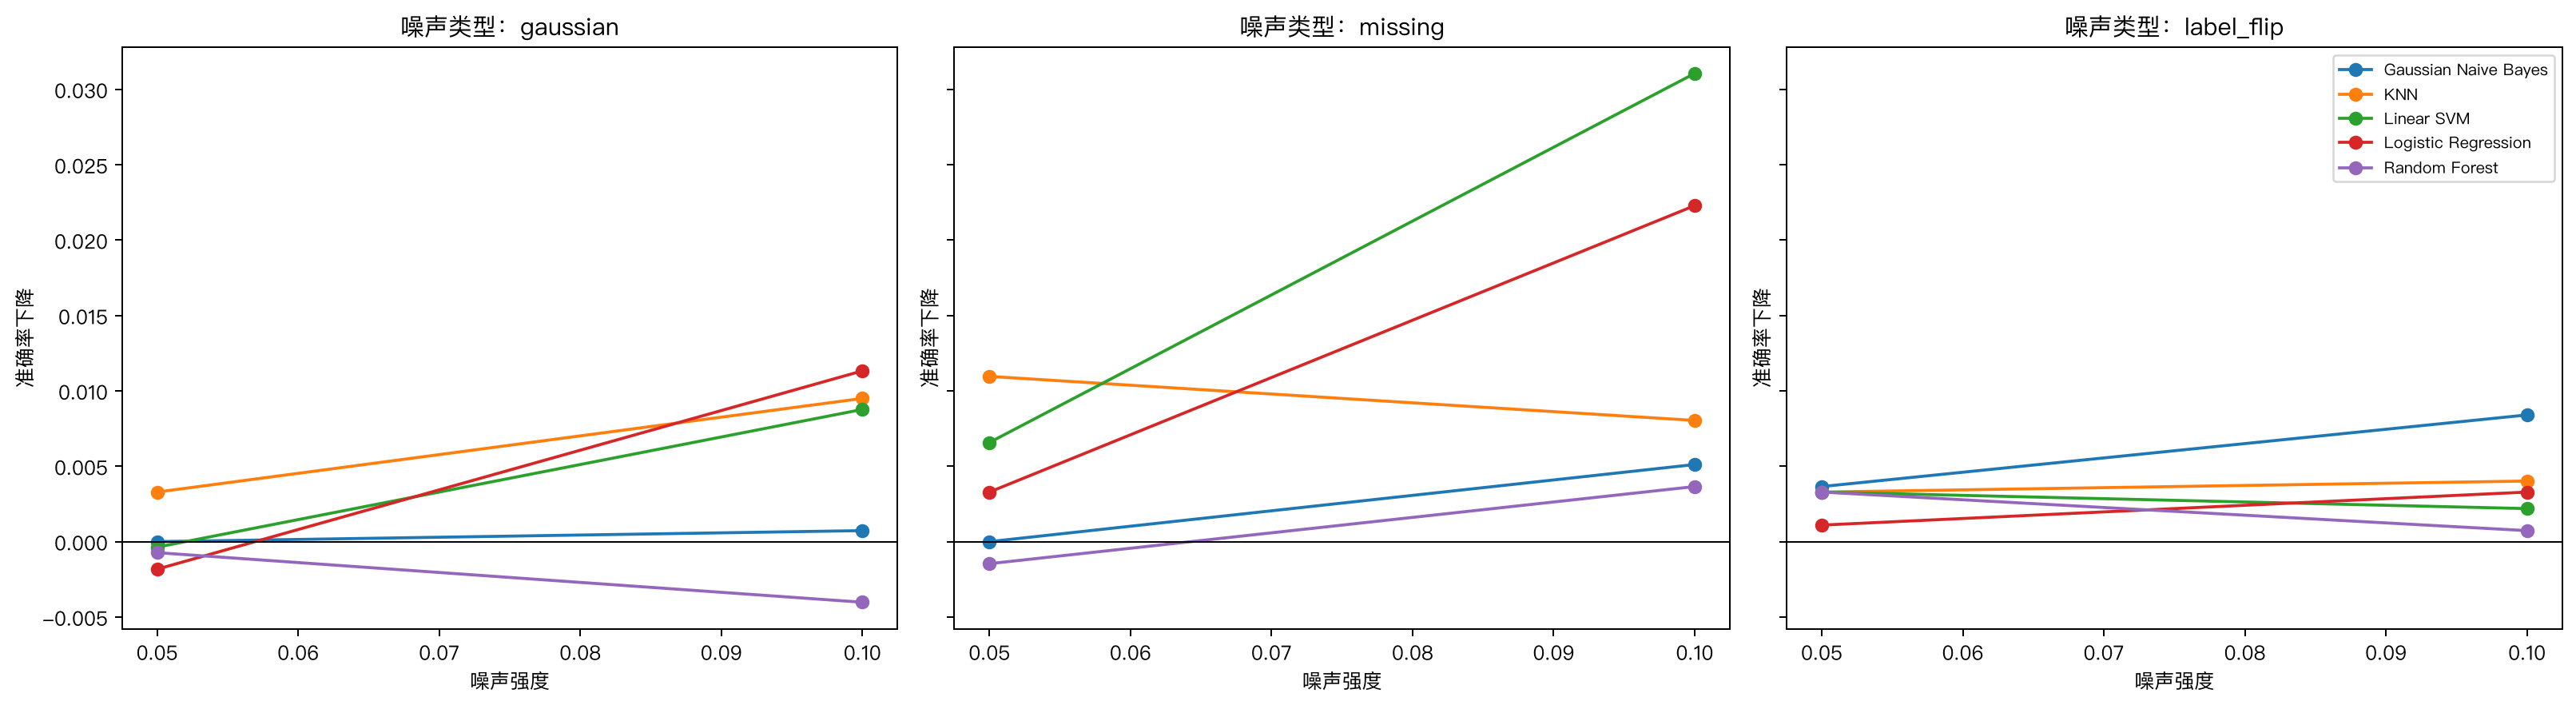 噪声类型：gaussian
准确率下降
0.030
0.025
0.020
0.015
0.010
0.005
0.000
−0.005
0.05 0.06 0.07 0.08 0.09 0.10
噪声强度
噪声类型：missing
准确率下降
0.05 0.06 0.07 0.08 0.09 0.10
噪声强度
噪声类型：label_flip
准确率下降
Gaussian Naive Bayes
KNN
Linear SVM
Logistic Regression
Random Forest
0.05 0.06 0.07 0.08 0.09 0.10
噪声强度